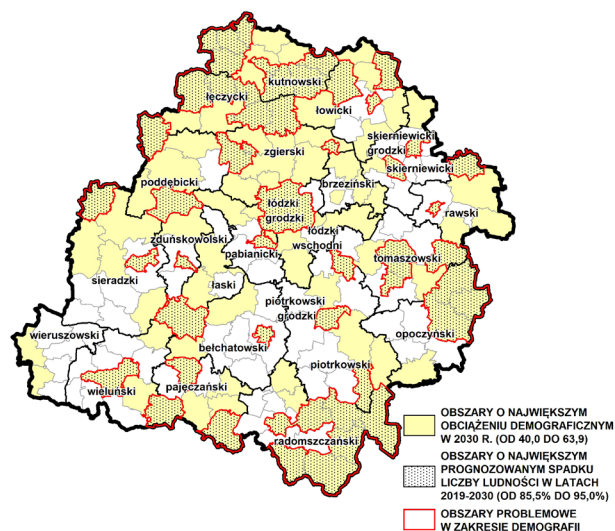 kutnowski
łęczycki
łowicki
skierniewicki
grodzki
zgierski
skierniewicki
poddębicki
brzeziński
łódzki
grodzki
rawski
łódzki
wschodni
zduńskowolski
pabianicki
tomaszowski
sieradzki
łaski
piotrkowski
grodzki
wieruszowski
opoczyński
bełchatowski
piotrkowski
wieluński
pajęczański
radomszczański
OBSZARY O NAJWIĘKSZYM
OBCIĄŻENIU DEMOGRAFICZNYM
W 2030 R. (OD 40,0 DO 63,9)
OBSZARY O NAJWIĘKSZYM
PROGNOZOWANYM SPADKU
LICZBY LUDNOŚCI W LATACH
2019-2030 (OD 85,5% DO 95,0%)
OBSZARY PROBLEMOWE
W ZAKRESIE DEMOGRAFII